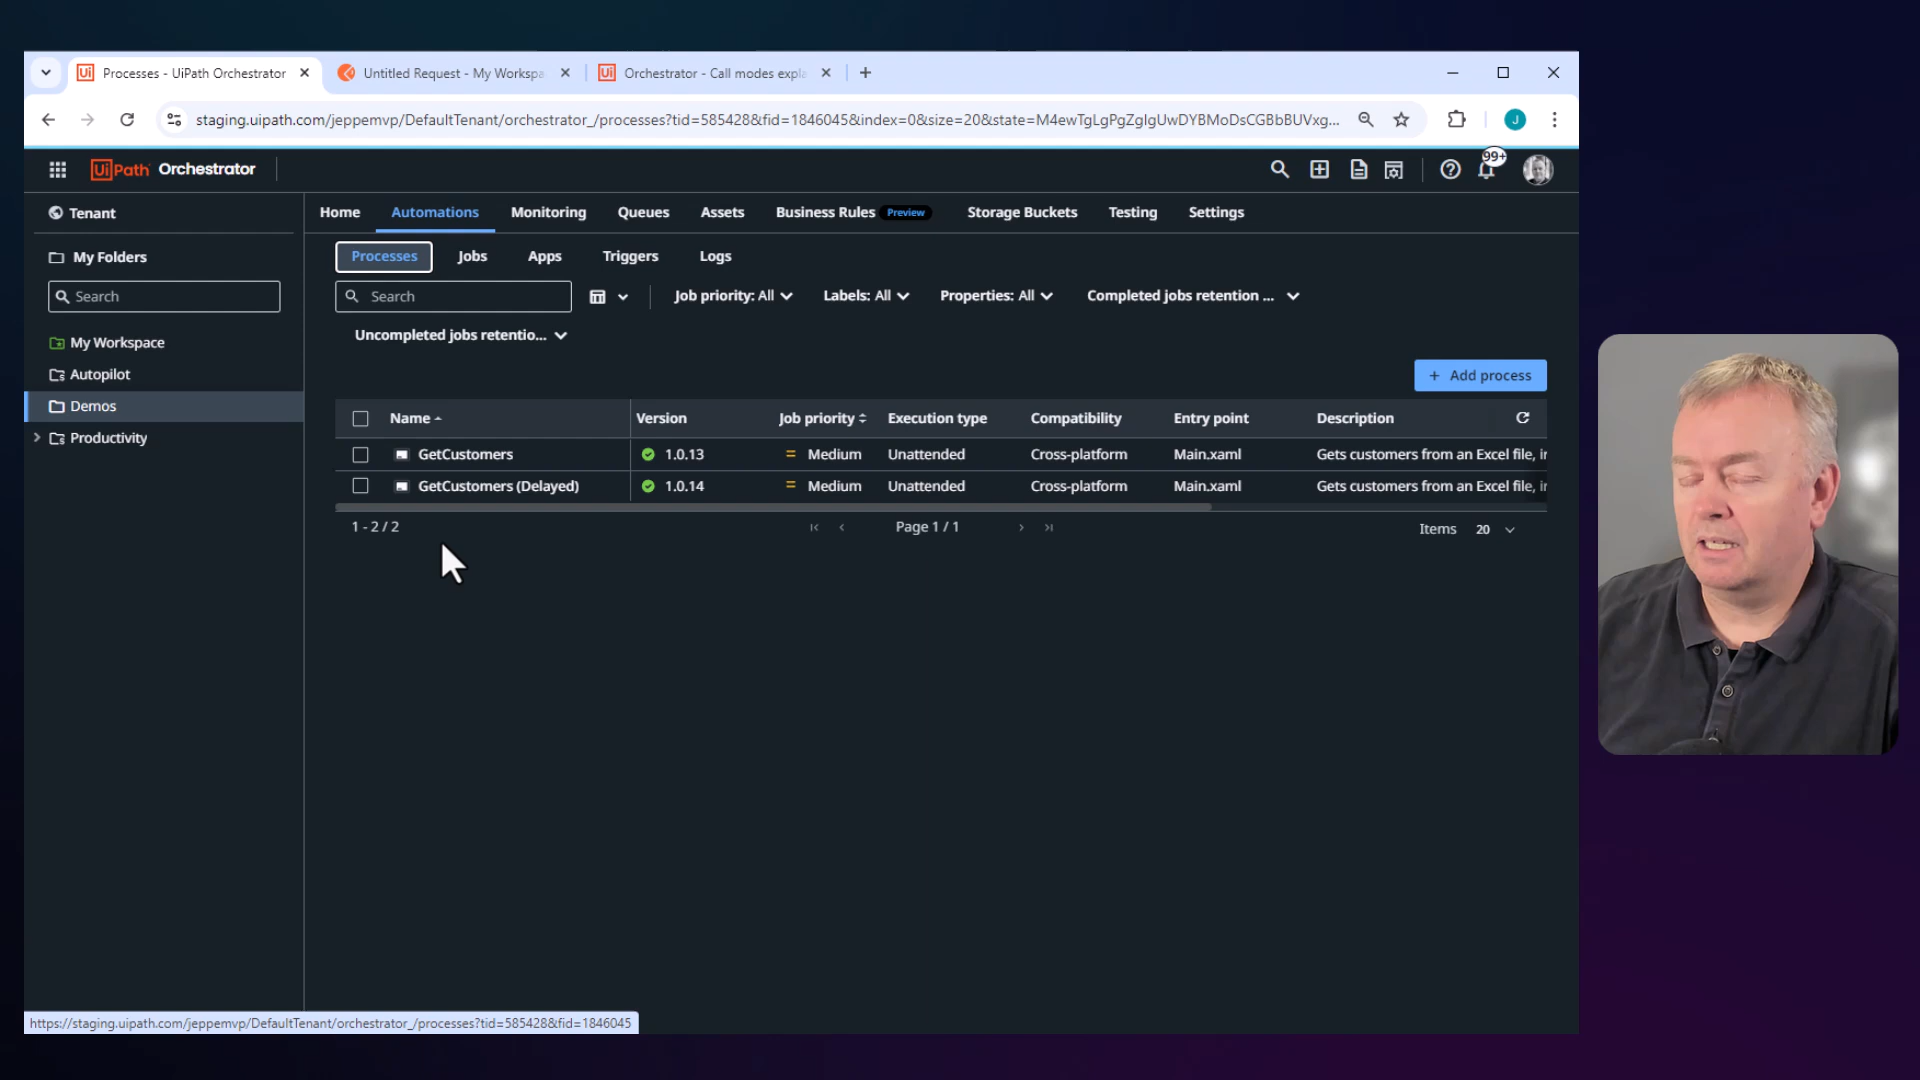 Processes - UiPath Orchestrator
Untitled Request - My Workspa
Orchestrator - Call modes expla
staging.uipath.com/jeppemvp/DefaultTenant/orchestrator_/processes?tid=585428&fid=1846045&index=0&size=20&state=M4ewTgLgPgZgIgUwDYBMoDsCGBbBUVxg...
J
UiPath Orchestrator
99+
Tenant
Home
Automations
Monitoring
Queues
Assets
Business Rules
Preview
Storage Buckets
Testing
Settings
My Folders
Search
My Workspace
Autopilot
Demos
Productivity
Processes
Jobs
Apps
Triggers
Logs
Search
Job priority: All
Labels: All
Properties: All
Completed jobs retention ...
Uncompleted jobs retentio...
+ Add process
Name
Version
Job priority
Execution type
Compatibility
Entry point
Description
GetCustomers
1.0.13
Medium
Unattended
Cross-platform
Main.xaml
Gets customers from an Excel file, in
GetCustomers (Delayed)
1.0.14
Medium
Unattended
Cross-platform
Main.xaml
Gets customers from an Excel file, in
1 - 2 / 2
Page 1 / 1
Items
20
https://staging.uipath.com/jeppemvp/DefaultTenant/orchestrator_/processes?tid=585428&fid=1846045